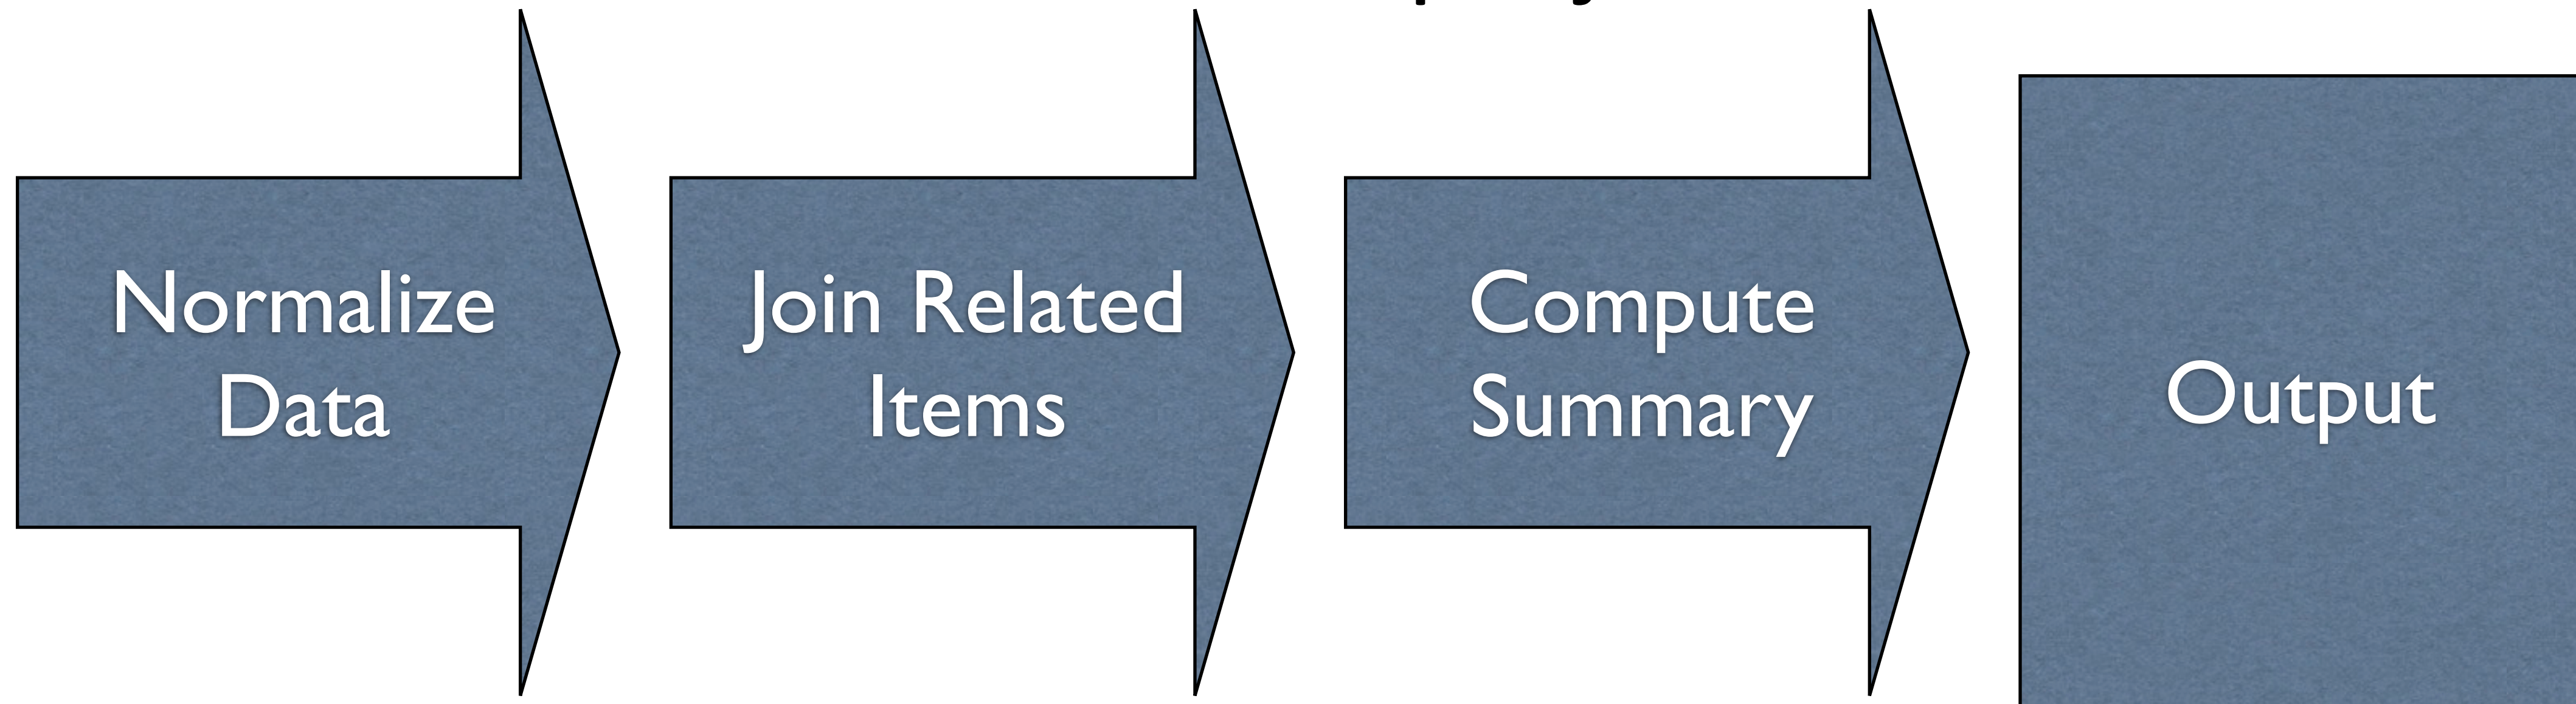 Normalize
Data
Join Related
Items
Compute
Summary
Output